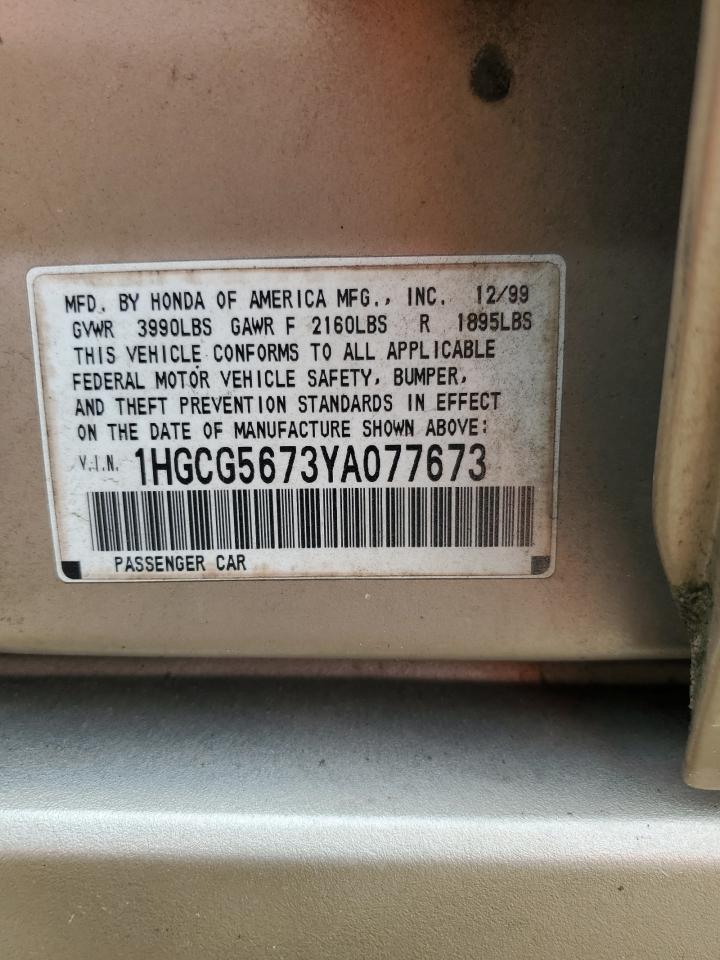 MFD. BY HONDA OF AMERICA MFG., INC. 12/99
GVWR 3990LBS GAWR F 2160LBS R 1895LBS
THIS VEHICLE CONFORMS TO ALL APPLICABLE
FEDERAL MOTOR VEHICLE SAFETY, BUMPER,
AND THEFT PREVENTION STANDARDS IN EFFECT
ON THE DATE OF MANUFACTURE SHOWN ABOVE:
V.I.N. 1HGCG5673YA077673
PASSENGER CAR